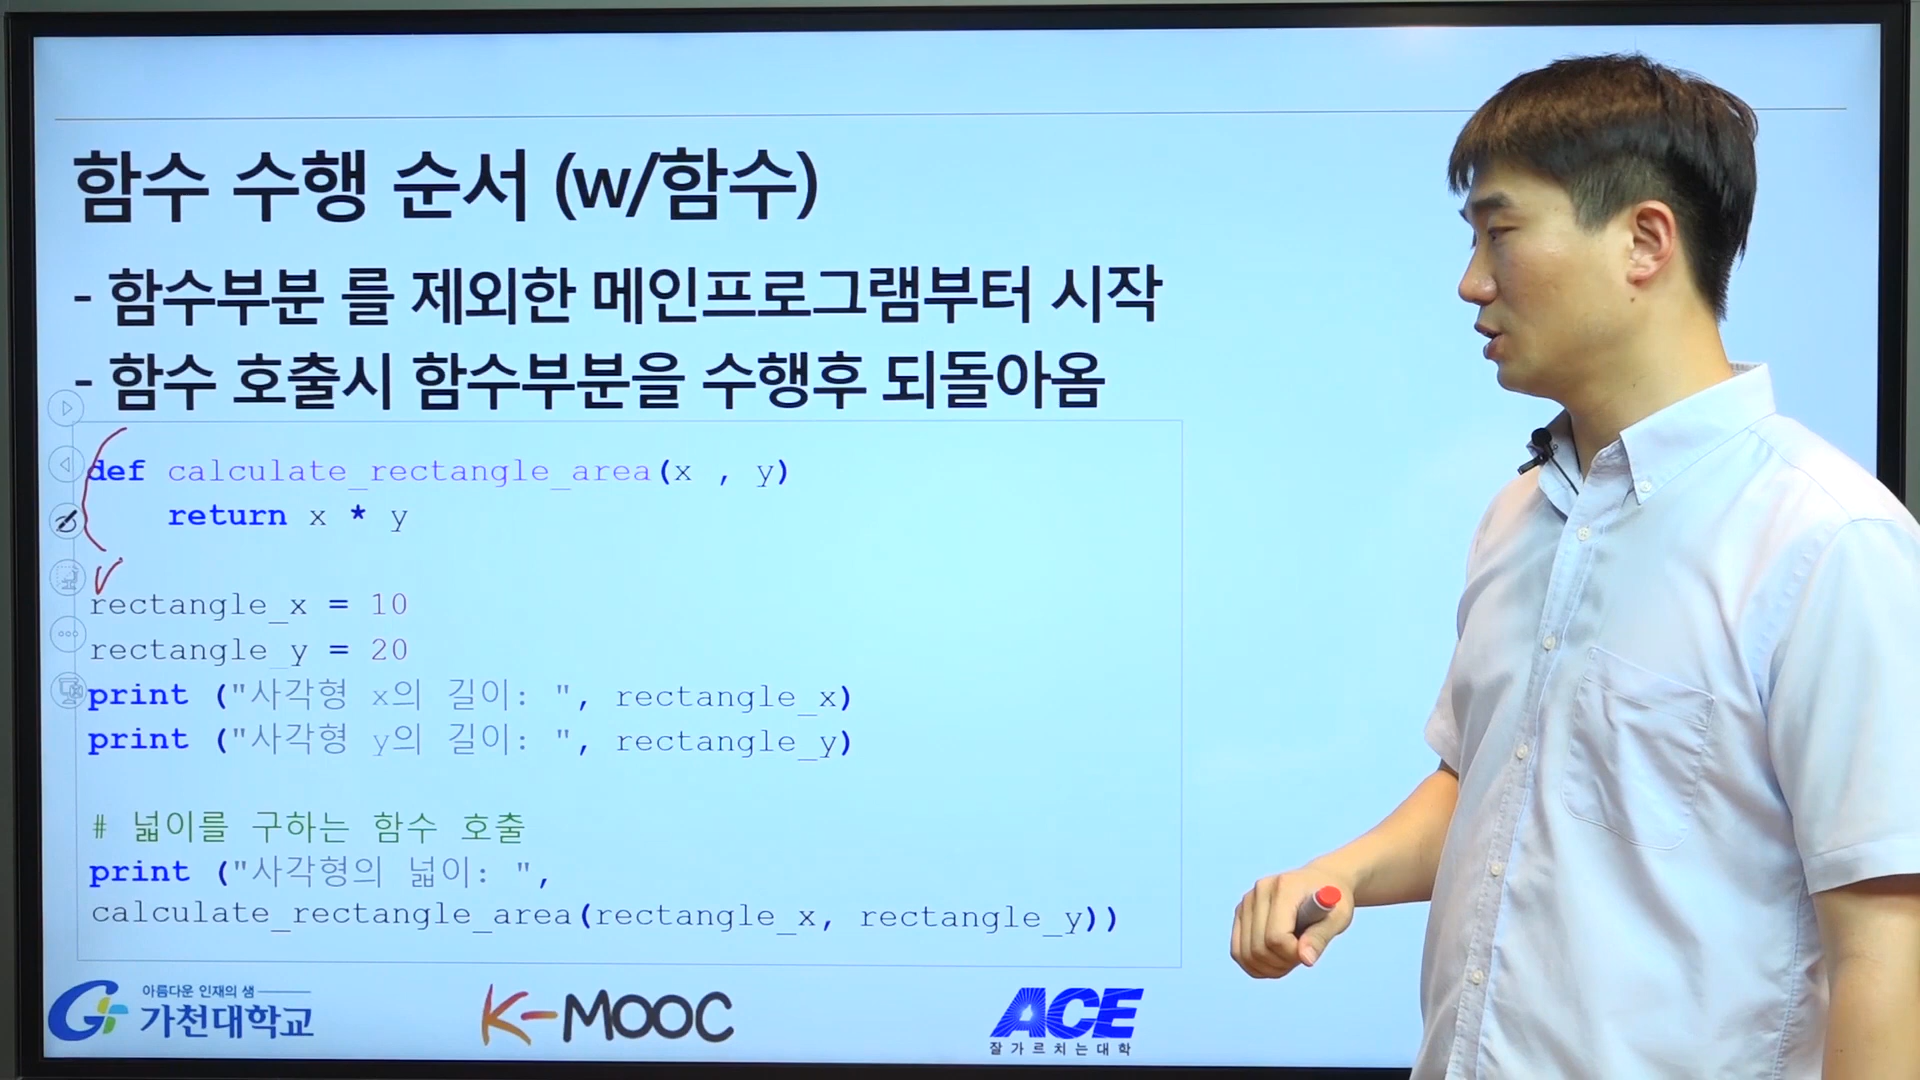 함수 수행 순서 (w/함수)
- 함수부분 를 제외한 메인프로그램부터 시작
- 함수 호출시 함수부분을 수행후 되돌아옴
def calculate_rectangle_area(x , y)
    return x * y
rectangle_x = 10
rectangle_y = 20
print ("사각형 x의 길이: ", rectangle_x)
print ("사각형 y의 길이: ", rectangle_y)
# 넓이를 구하는 함수 호출
print ("사각형의 넓이: ",
calculate_rectangle_area(rectangle_x, rectangle_y))
아름다운 인재의 샘
가천대학교
K-MOOC
ACE
잘가르치는대학